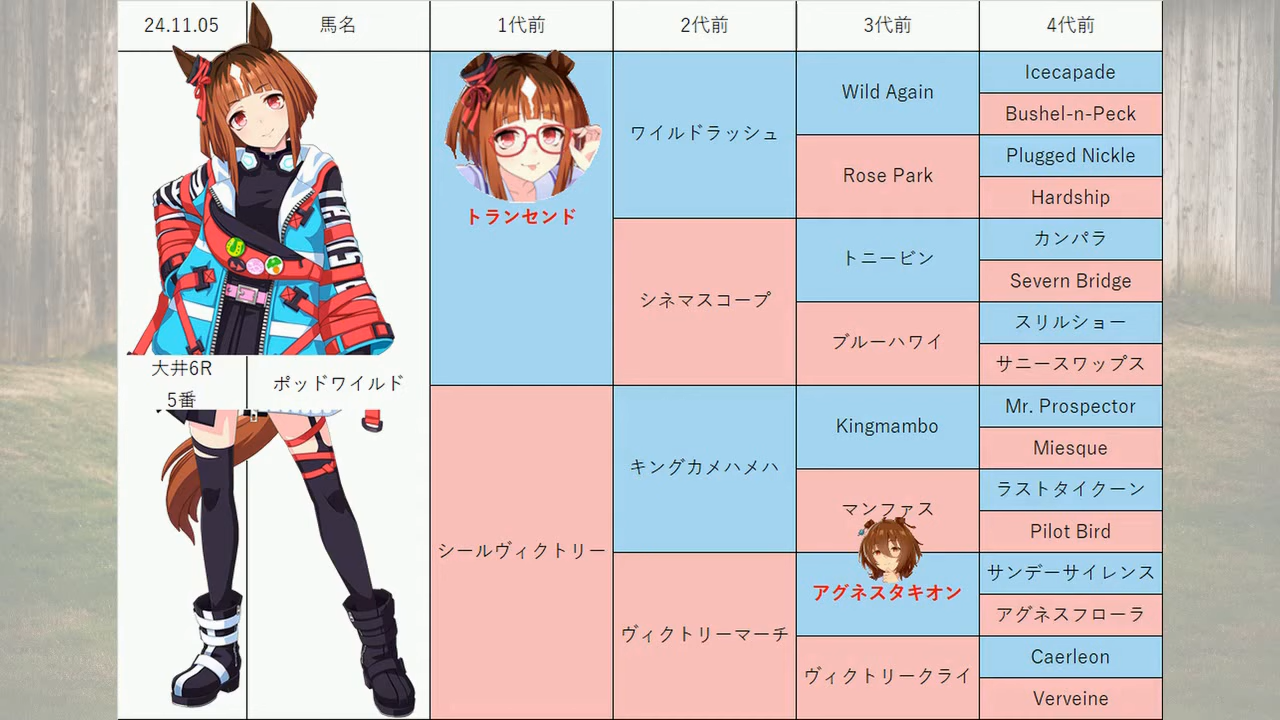 24.11.05
馬名
1代前
2代前
3代前
4代前
大井6R
5番
ポッドワイルド
トランセンド
シールヴィクトリー
ワイルドラッシュ
シネマスコープ
キングカメハメハ
ヴィクトリーマーチ
Wild Again
Rose Park
トニービン
ブルーハワイ
Kingmambo
マンファス
アグネスタキオン
ヴィクトリークライ
Icecapade
Bushel-n-Peck
Plugged Nickle
Hardship
カンパラ
Severn Bridge
スリルショー
サニースワップス
Mr. Prospector
Miesque
ラストタイクーン
Pilot Bird
サンデーサイレンス
アグネスフローラ
Caerleon
Verveine